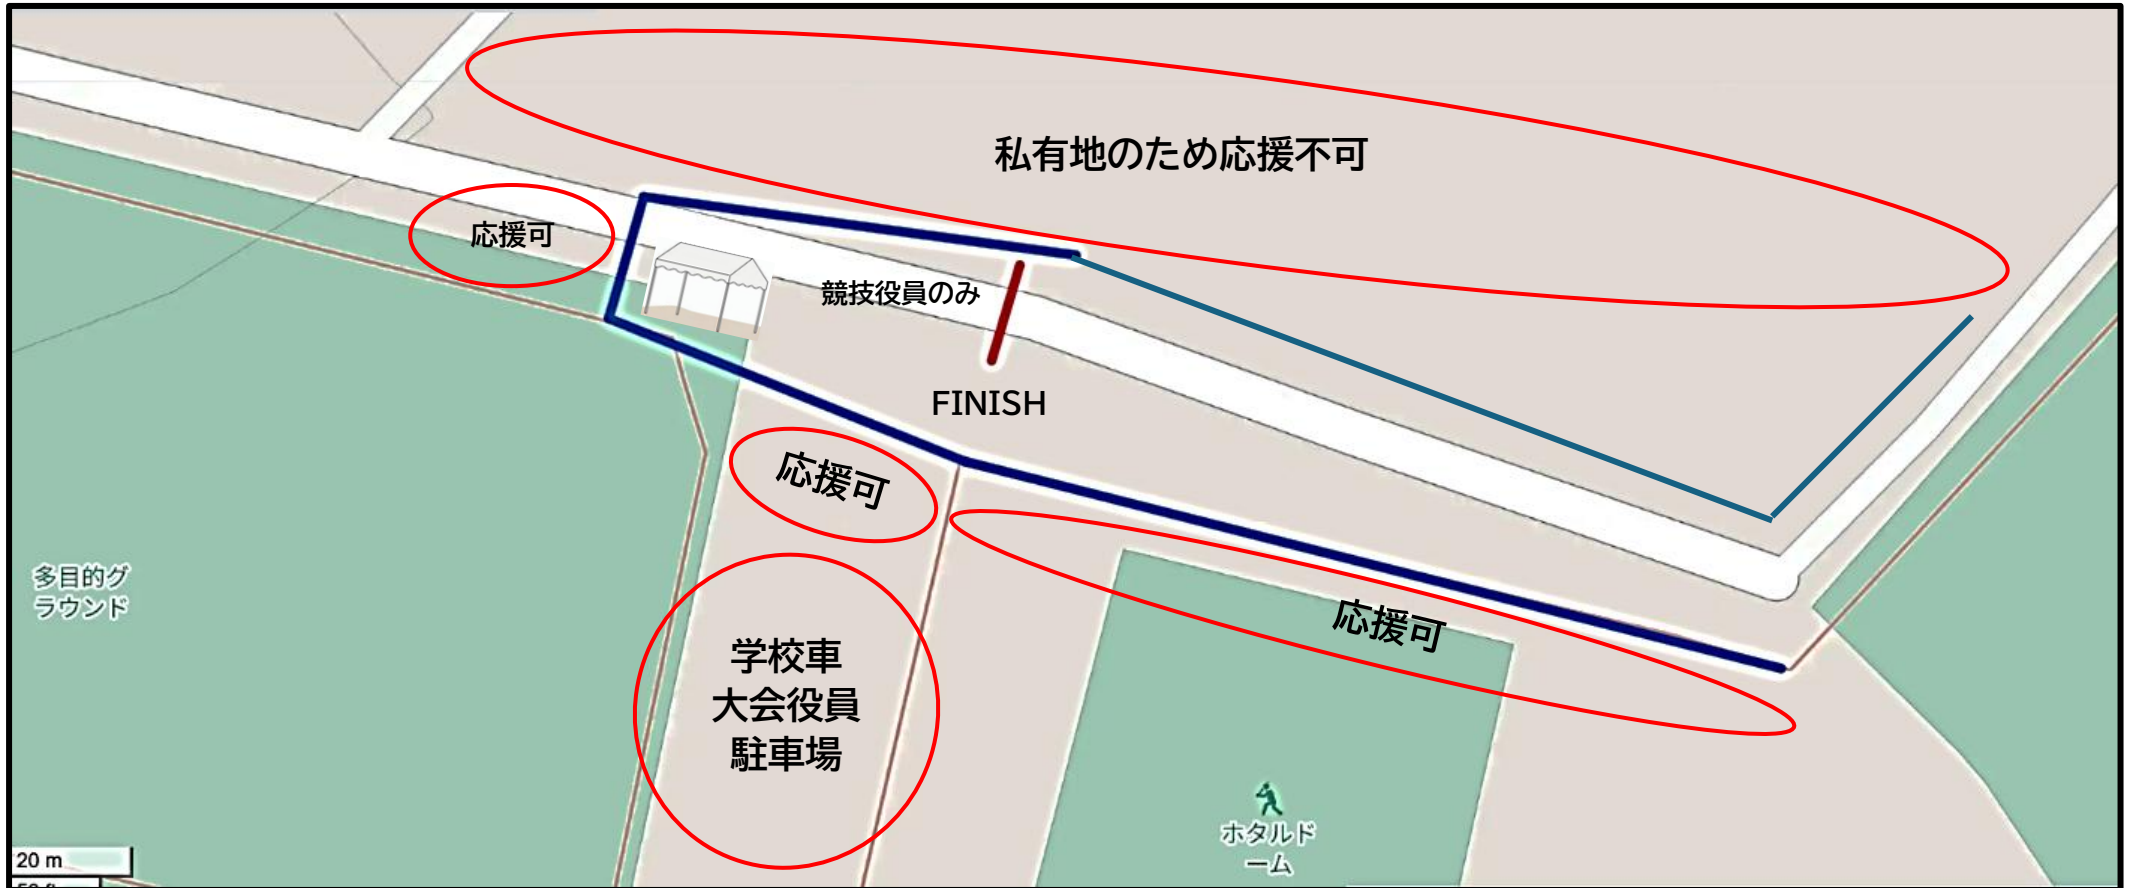 私有地のため応援不可
応援可
競技役員のみ
FINISH
応援可
多目的グ
ラウンド
応援可
学校車
大会役員
駐車場
ホタルド
ーム
20 m